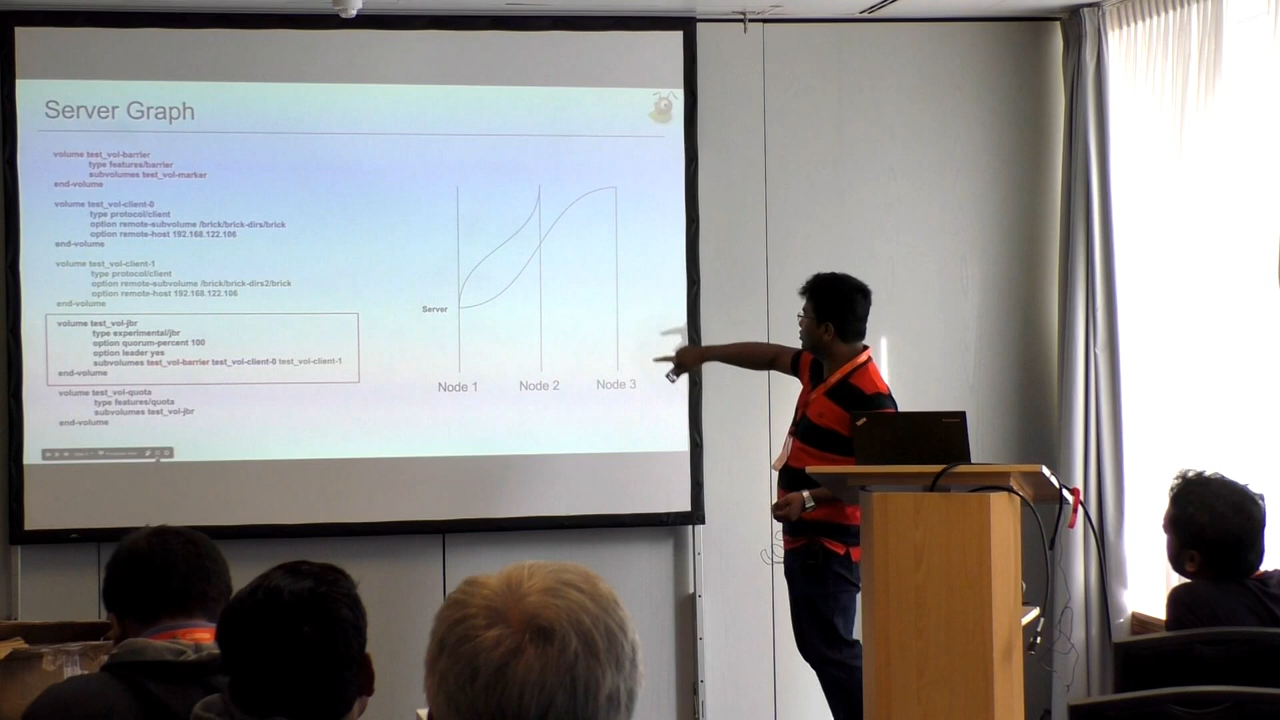 Server Graph
volume test_vol-barrier
type features/barrier
subvolumes test_vol-marker
end-volume
volume test_vol-client-0
type protocol/client
option remote-subvolume /brick/brick-dirs/brick
option remote-host 192.168.122.106
end-volume
volume test_vol-client-1
type protocol/client
option remote-subvolume /brick/brick-dirs2/brick
option remote-host 192.168.122.106
end-volume
volume test_vol-jbr
type experimental/jbr
option quorum-percent 100
option leader yes
subvolumes test_vol-barrier test_vol-client-0 test_vol-client-1
end-volume
volume test_vol-quota
type features/quota
subvolumes test_vol-jbr
end-volume
Server
Node 1
Node 2
Node 3